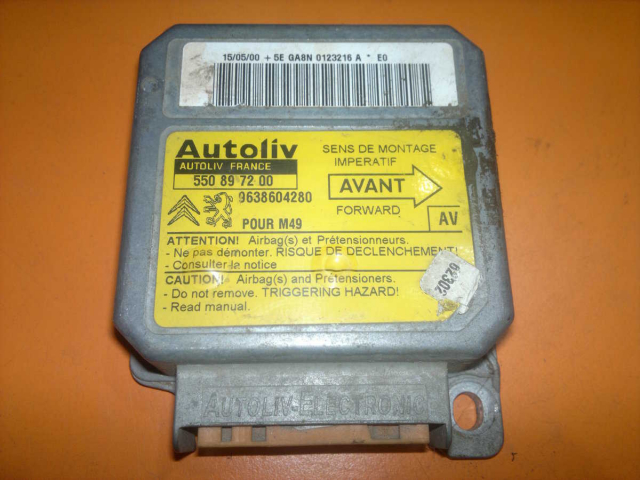 15/05/00 + 5E GA8N 0123216 A * E0
Autoliv
AUTOLIV FRANCE
550 89 72 00
9638604280
POUR M49
SENS DE MONTAGE
IMPERATIF
AVANT
FORWARD
AV
ATTENTION! Airbag(s) et Prétensionneurs.
- Ne pas démonter. RISQUE DE DECLENCHEMENT!
- Consulter la notice
CAUTION! Airbag(s) and Pretensioners.
- Do not remove. TRIGGERING HAZARD!
- Read manual.
AUTOLIV-ELECTRONIC